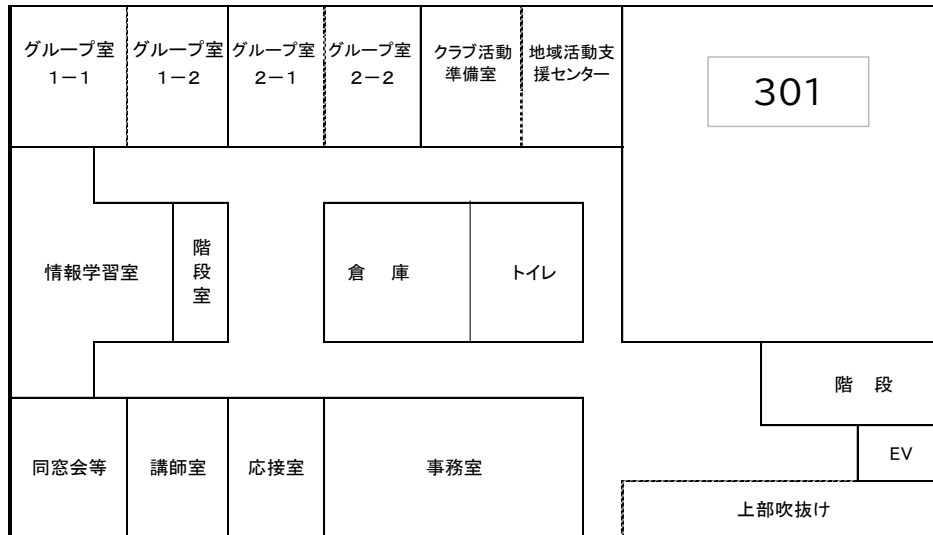 グループ室
1－1
グループ室
1－2
グループ室
2－1
グループ室
2－2
クラブ活動
準備室
地域活動支
援センター
301
情報学習室
階段室
倉　庫
トイレ
階　段
EV
同窓会等
講師室
応接室
事務室
上部吹抜け